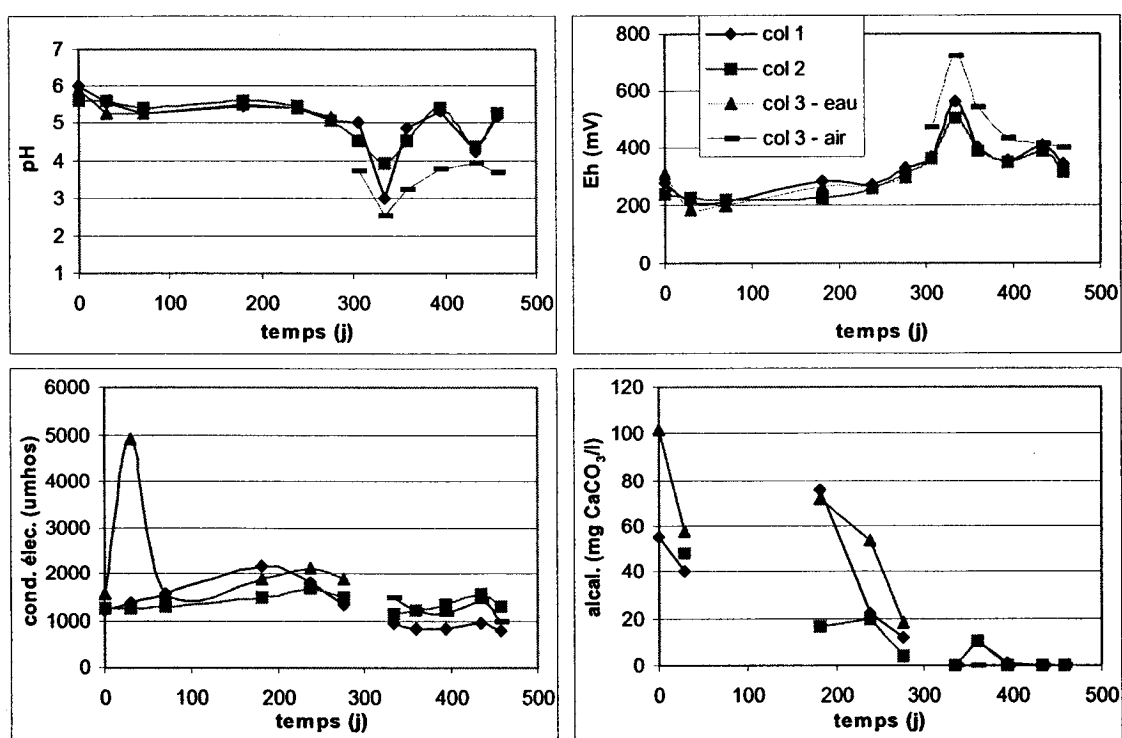 7
6
5
4
3
2
1
pH
0 100 200 300 400 500
temps (j)
800
600
400
200
0
Eh (mV)
col 1
col 2
col 3 - eau
col 3 - air
0 100 200 300 400 500
temps (j)
6000
5000
4000
3000
2000
1000
0
cond. élec. (umhos)
0 100 200 300 400 500
temps (j)
120
100
80
60
40
20
0
alcal. (mg CaCO₃/l)
0 100 200 300 400 500
temps (j)